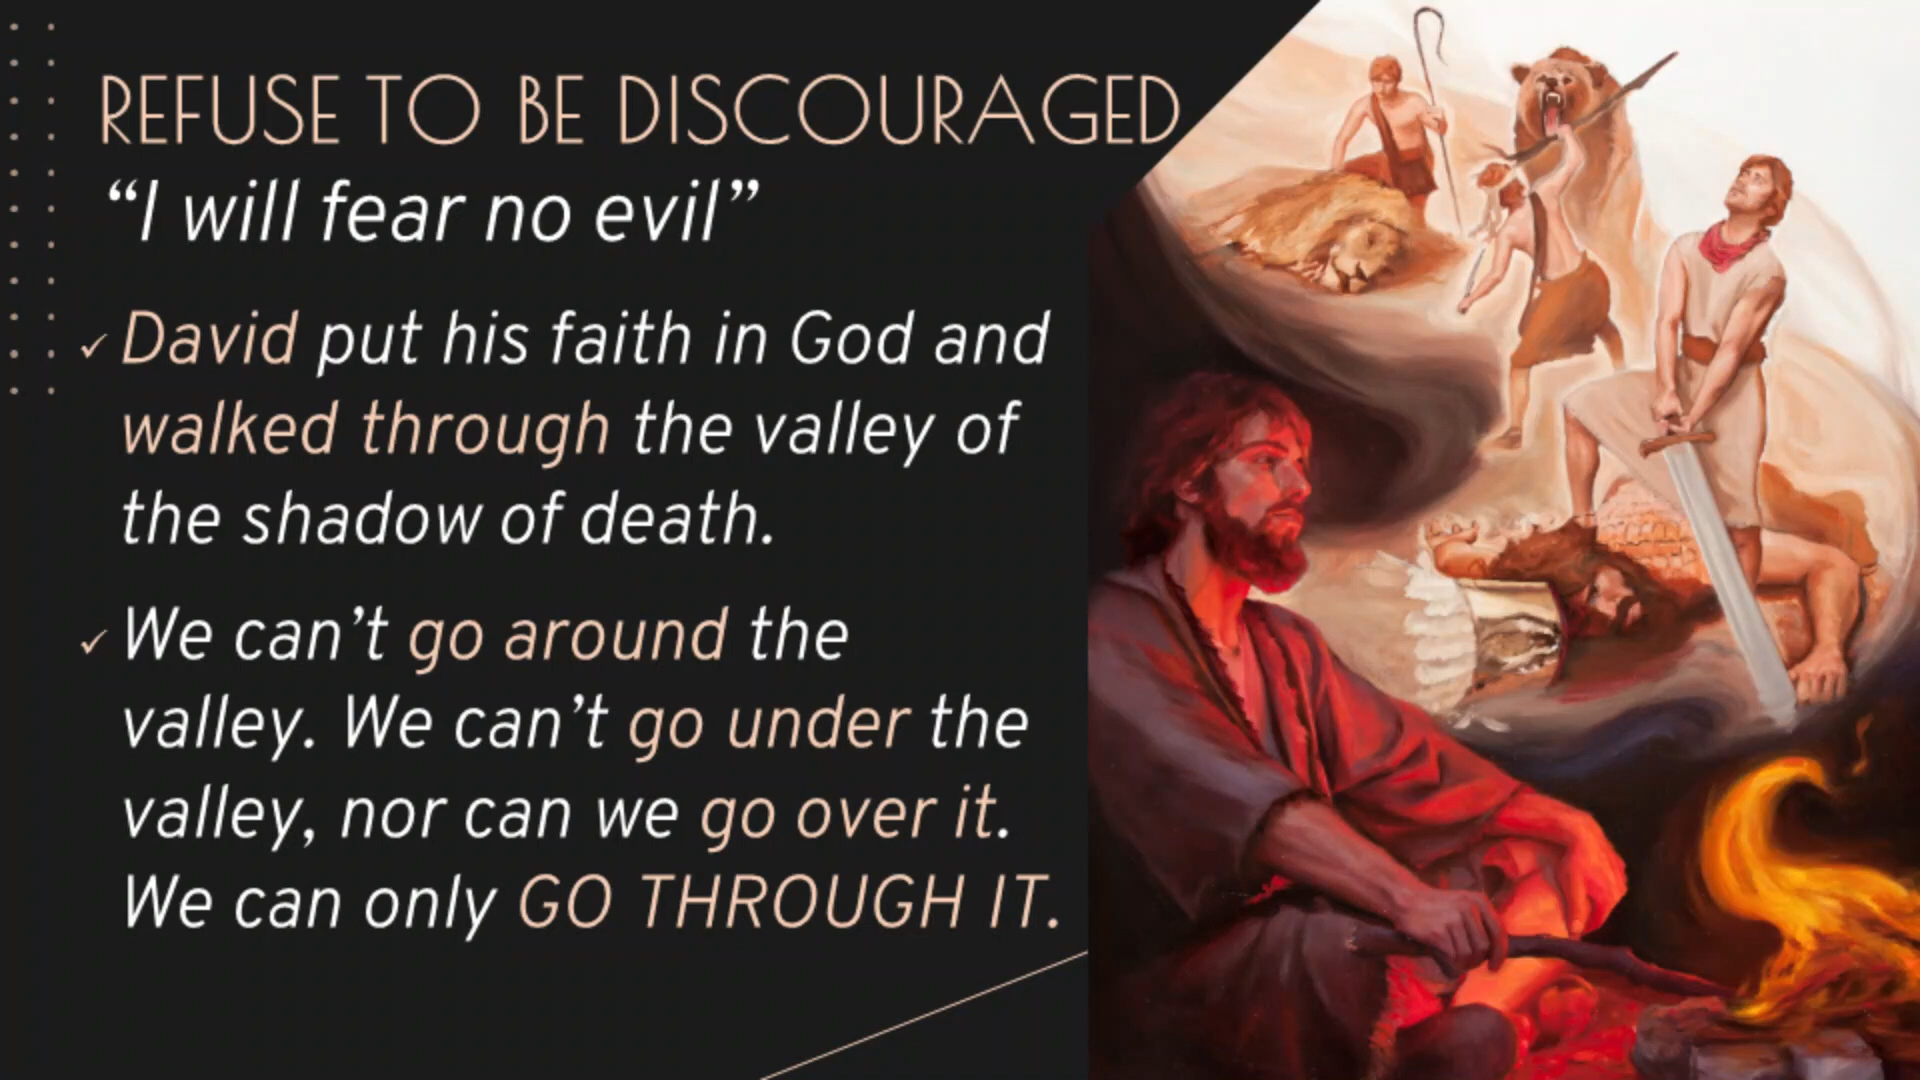 REFUSE TO BE DISCOURAGED
“I will fear no evil”
✓ David put his faith in God and
walked through the valley of
the shadow of death.
✓ We can’t go around the
valley. We can’t go under the
valley, nor can we go over it.
We can only GO THROUGH IT.